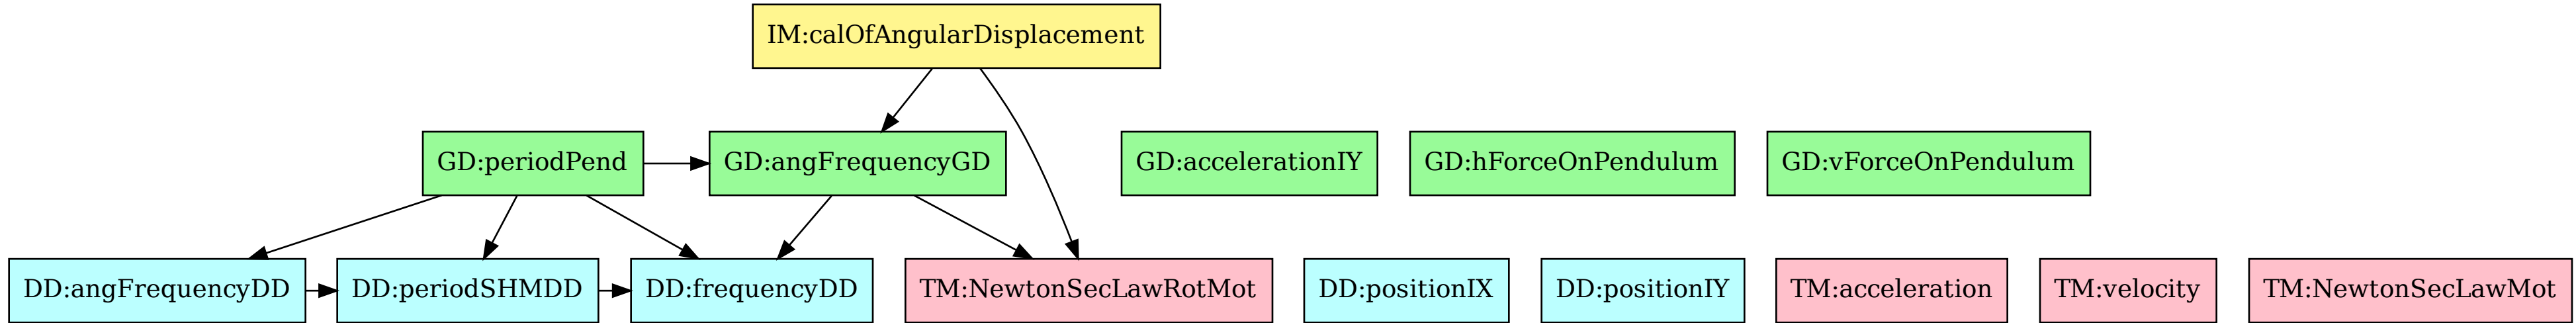 IM:calOfAngularDisplacement
GD:periodPend
GD:angFrequencyGD
GD:accelerationIY
GD:hForceOnPendulum
GD:vForceOnPendulum
DD:angFrequencyDD
DD:periodSHMDD
DD:frequencyDD
TM:NewtonSecLawRotMot
DD:positionIX
DD:positionIY
TM:acceleration
TM:velocity
TM:NewtonSecLawMot